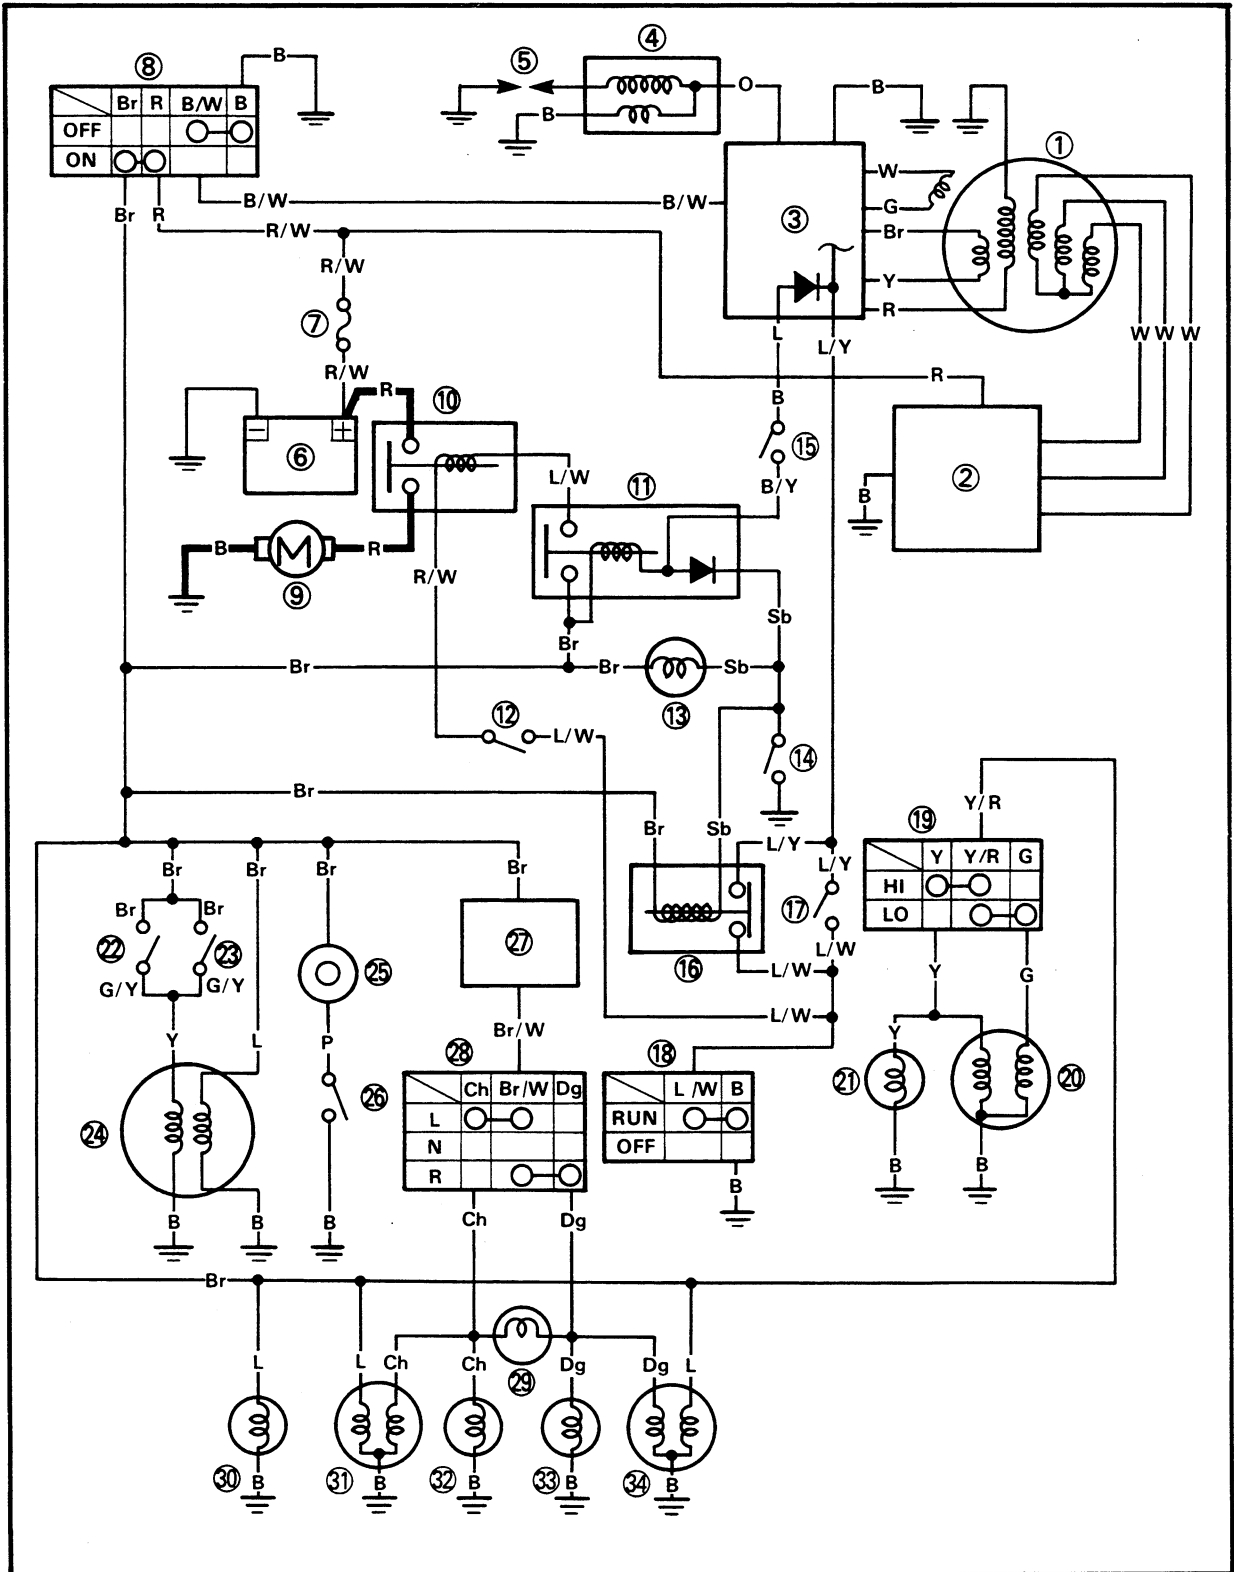 ④
⑤
B
⑧
Br R B/W B
OFF
ON
B
O
B
①
W
G
Br
Y
R
③
B/W
B/W
Br
R
R/W
R/W
⑦
R/W
L
L/Y
W W W
R
②
B
R
⑩
⑥
− +
B
⑮
B/Y
L/W
⑪
B
M
R
⑨
R/W
Sb
Br
Br
Br
Sb
⑬
⑫
L/W
⑭
Br
Y/R
⑲
Y Y/R G
HI
LO
Br
Sb
L/Y
L/Y
⑰
L/W
⑯
L/W
L/W
Br
Br
Br
Br
Br
Br
㉒
㉓
G/Y
G/Y
㉕
㉗
Y
L
P
Br/W
Y
G
Y
㉑
⑳
㉘
Ch Br/W Dg
L
N
R
⑱
L/W B
RUN
OFF
㉖
㉔
B
B
B
B
B
B
Ch
Dg
Br
L
L
Ch
Ch
㉙
Dg
Dg
L
㉚
B
㉛
B
㉜
B
㉝
B
㉞
B